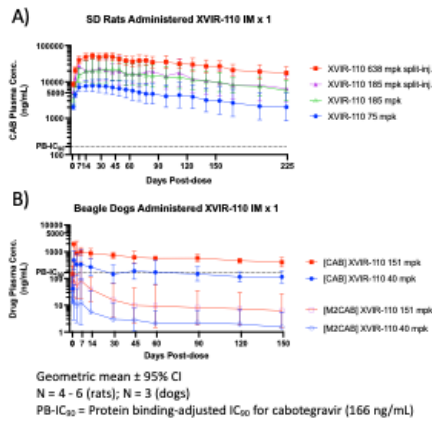 A)
SD Rats Administered XVIR-110 IM x 1
CAB Plasma Conc.
(ng/mL)
100000
10000
5000
1000
PB-IC₉₀
100
0 714 30 45 60 90 120 150 225
Days Post-dose
XVIR-110 638 mpk split-inj.
XVIR-110 185 mpk split-inj.
XVIR-110 185 mpk
XVIR-110 75 mpk
B)
Beagle Dogs Administered XVIR-110 IM x 1
Drug Plasma Conc.
(ng/mL)
10000
5000
1000
PB-IC₉₀
100
10
5
1
0 7 14 30 45 60 90 120 150
Days Post-dose
[CAB] XVIR-110 151 mpk
[CAB] XVIR-110 40 mpk
[M2CAB] XVIR-110 151 mpk
[M2CAB] XVIR-110 40 mpk
Geometric mean ± 95% CI
N = 4 - 6 (rats); N = 3 (dogs)
PB-IC₉₀ = Protein binding-adjusted IC₉₀ for cabotegravir (166 ng/mL)